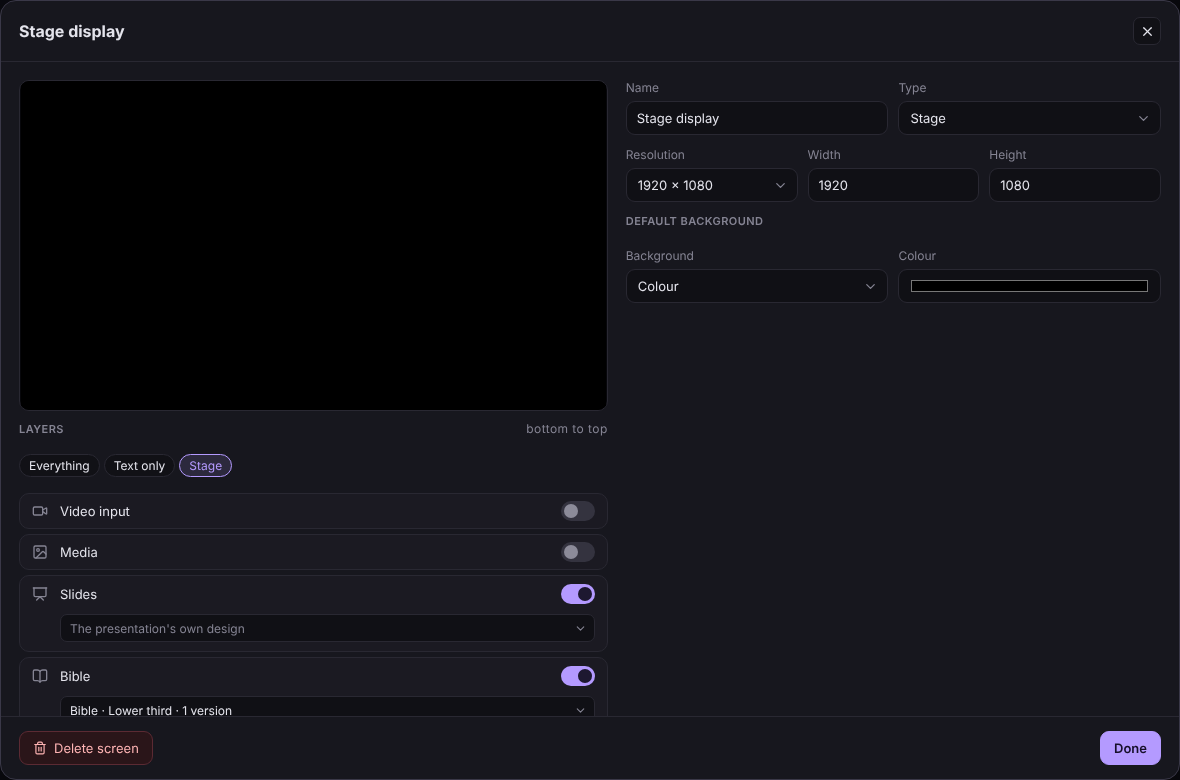 Stage display
Name
Type
Stage display
Stage
Resolution
Width
Height
1920 × 1080
1920
1080
DEFAULT BACKGROUND
Background
Colour
Colour
LAYERS
bottom to top
Everything
Text only
Stage
Video input
Media
Slides
The presentation's own design
Bible
Bible · Lower third · 1 version
Delete screen
Done